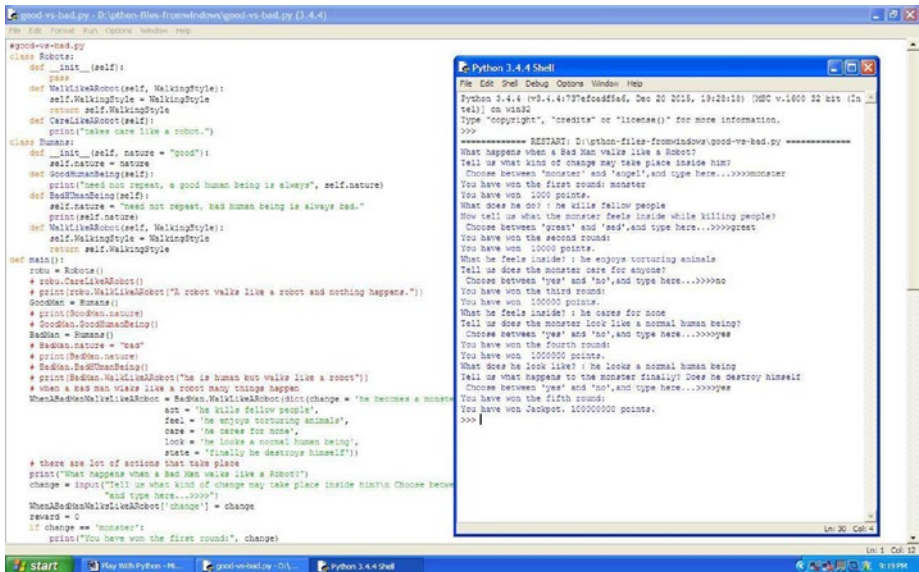 good-vs-bad.py - D:\pthon-files-fromwindows\good-vs-bad.py (3.4.4)
File Edit Format Run Options Window Help
#good-vs-bad.py
class Robots:
def __init__(self):
pass
def WalkLikeARobot(self, WalkingStyle):
self.WalkingStyle = WalkingStyle
return self.WalkingStyle
def CareLikeARobot(self):
print("takes care like a robot.")
class Humans:
def __init__(self, nature = "good"):
self.nature = nature
def GoodHumanBeing(self):
print("need not repeat, a good human being is always", self.nature)
def BadHUmanBeing(self):
self.nature = "need not repeat, bad human being is always bad."
print(self.nature)
def WalkLikeARobot(self, WalkingStyle):
self.WalkingStyle = WalkingStyle
return self.WalkingStyle
def main():
robu = Robots()
# robu.CareLikeARobot()
# print(robu.WalkLikeARobot("A robot walks like a robot and nothing happens."))
GoodMan = Humans()
# print(GoodMan.nature)
# GoodMan.GoodHumanBeing()
BadMan = Humans()
# BadMan.nature = "bad"
# print(BadMan.nature)
# BadMan.BadHUmanBeing()
# print(BadMan.WalkLikeARobot("he is human but walks like a robot"))
# when a bad man wlaks like a robot many things happen
WhenABadManWalksLikeARobot = BadMan.WalkLikeARobot(dict(change = 'he becomes a monste
act = 'he kills fellow people',
feel = 'he enjoys torturing animals',
care = 'he cares for none',
look = 'he looks a normal human being',
state = 'finally he destroys himself'))
# there are lot of actions that take place
print("What happens when a Bad Man walks like a Robot?")
change = input("Tell us what kind of change may take place inside him?\n Choose betwe
"and type here...>>>>")
WhenABadManWalksLikeARobot['change'] = change
reward = 0
if change == 'monster':
print("You have won the first round:", change)
Ln: 1 Col: 12
Python 3.4.4 Shell
File Edit Shell Debug Options Window Help
Python 3.4.4 (v3.4.4:737efcadf5a6, Dec 20 2015, 19:28:18) [MSC v.1600 32 bit (In
tel)] on win32
Type "copyright", "credits" or "license()" for more information.
>>>
============= RESTART: D:\pthon-files-fromwindows\good-vs-bad.py =============
What happens when a Bad Man walks like a Robot?
Tell us what kind of change may take place inside him?
Choose between 'monster' and 'angel',and type here...>>>>monster
You have won the first round: monster
You have won  1000 points.
What does he do? : he kills fellow people
Now tell us what the monster feels inside while killing people?
Choose between 'great' and 'sad',and type here...>>>>great
You have won the second round:
You have won  10000 points.
What he feels inside? : he enjoys torturing animals
Tell us does the monster care for anyone?
Choose between 'yes' and 'no',and type here...>>>>no
You have won the third round:
You have won  100000 points.
What he feels inside? : he cares for none
Tell us does the monster look like a normal human being?
Choose between 'yes' and 'no',and type here...>>>>yes
You have won the fourth round:
You have won  1000000 points.
What does he look like? : he looks a normal human being
Tell us what happens to the monster finally? Does he destroy himself
Choose between 'yes' and 'no',and type here...>>>>yes
You have won the fifth round:
You have won Jackpot. 100000000 points.
>>>
Ln: 30 Col: 4
start
Play With Python - Mi...
good-vs-bad.py - D:\...
Python 3.4.4 Shell
9:19 PM